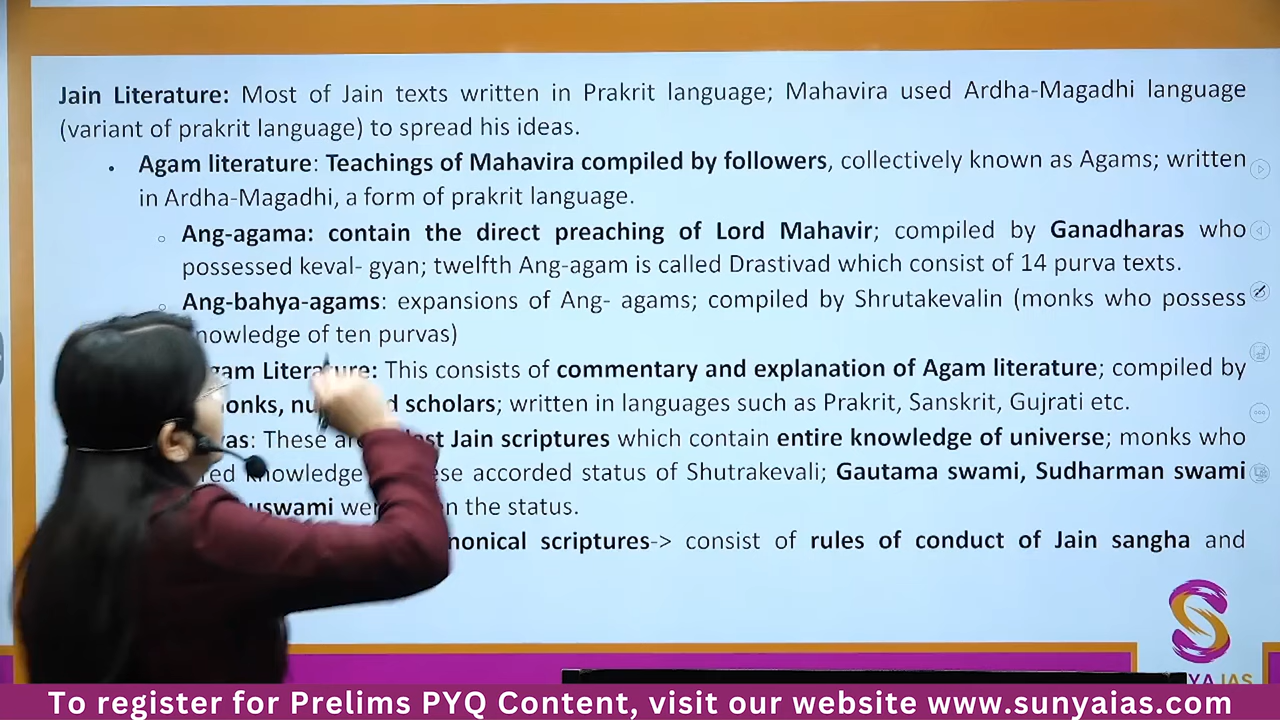 Jain Literature: Most of Jain texts written in Prakrit language; Mahavira used Ardha-Magadhi language
(variant of prakrit language) to spread his ideas.
• Agam literature: Teachings of Mahavira compiled by followers, collectively known as Agams; written
in Ardha-Magadhi, a form of prakrit language.
○ Ang-agama: contain the direct preaching of Lord Mahavir; compiled by Ganadharas who
possessed keval- gyan; twelfth Ang-agam is called Drastivad which consist of 14 purva texts.
○ Ang-bahya-agams: expansions of Ang- agams; compiled by Shrutakevalin (monks who possess
nowledge of ten purvas)
gam Literature: This consists of commentary and explanation of Agam literature; compiled by
onks, nu d scholars; written in languages such as Prakrit, Sanskrit, Gujrati etc.
as: These are st Jain scriptures which contain entire knowledge of universe; monks who
red knowledge se accorded status of Shutrakevali; Gautama swami, Sudharman swami
uswami we n the status.
nonical scriptures-> consist of rules of conduct of Jain sangha and
S
YA IAS
To register for Prelims PYQ Content, visit our website www.sunyaias.com